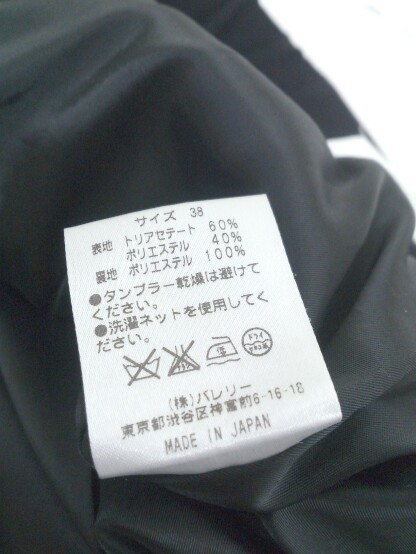 サイズ 38
表地 トリアセテート 60%
ポリエステル 40%
裏地 ポリエステル 100%
●タンブラー乾燥は避けて
ください。
●洗濯ネットを使用してく
ださい。
ドライ
(株)バレリー
東京都渋谷区神宮前6-16-18
MADE IN JAPAN